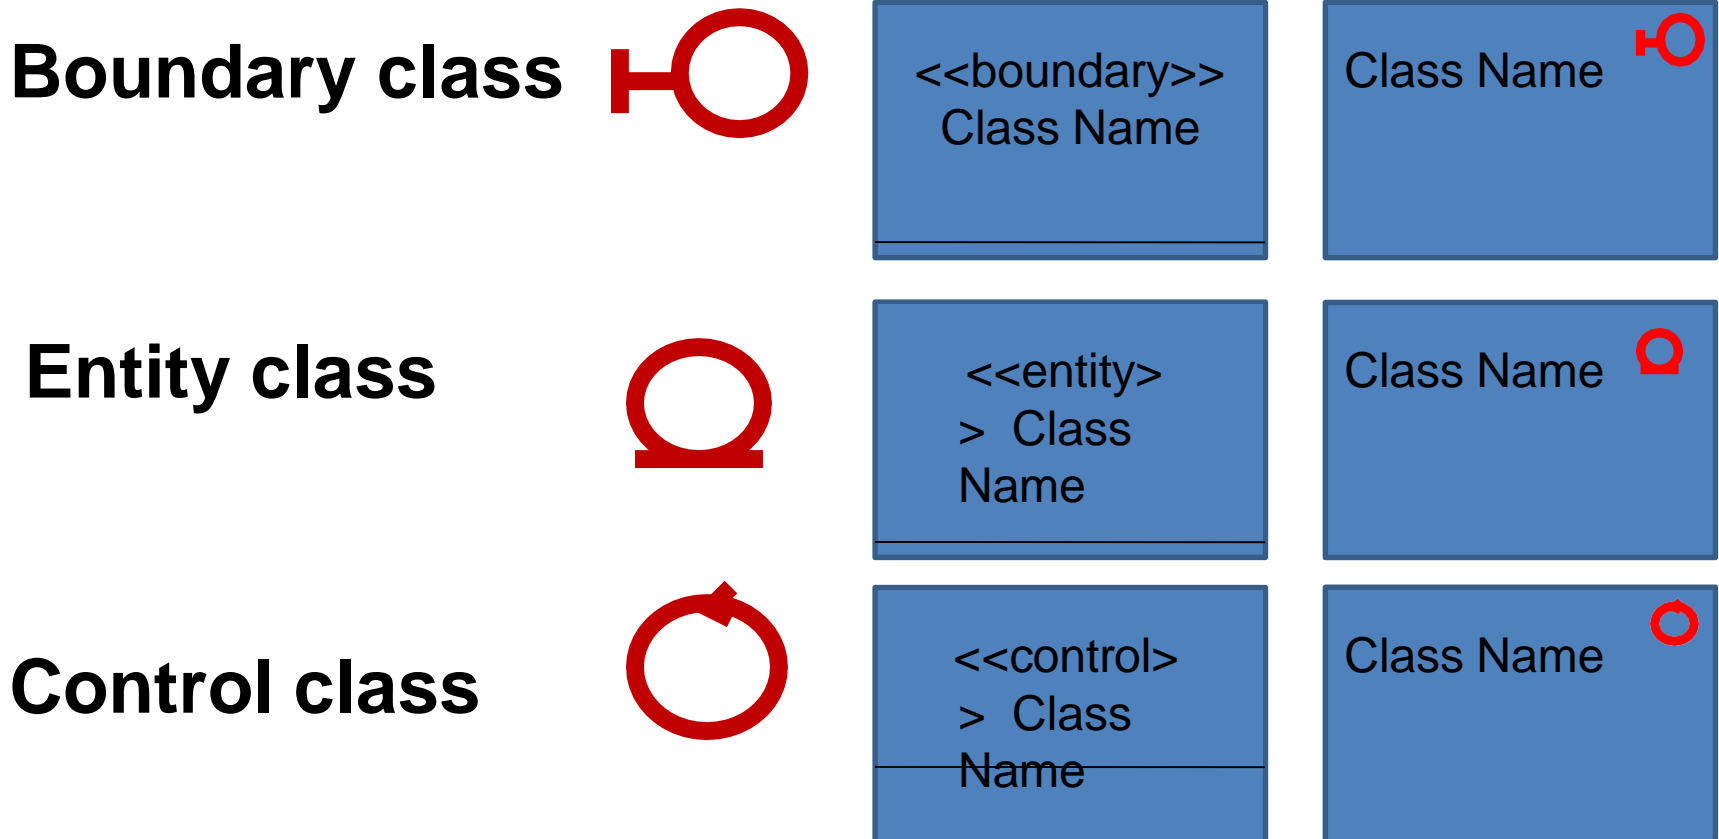 Boundary class
<<boundary>>
Class Name
Class Name
Entity class
<<entity>
> Class
Name
Class Name
Control class
<<control>
> Class
Name
Class Name